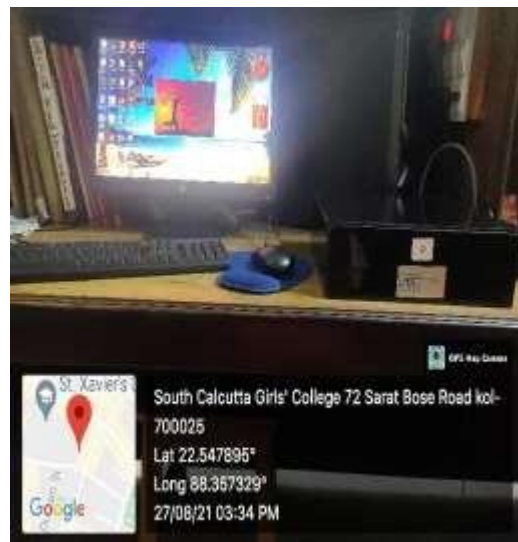 GPS Map Camera
St. Xavier's
South Calcutta Girls' College 72 Sarat Bose Road kol-
700025
Lat 22.547895°
Long 88.357329°
27/08/21 03:34 PM
Google